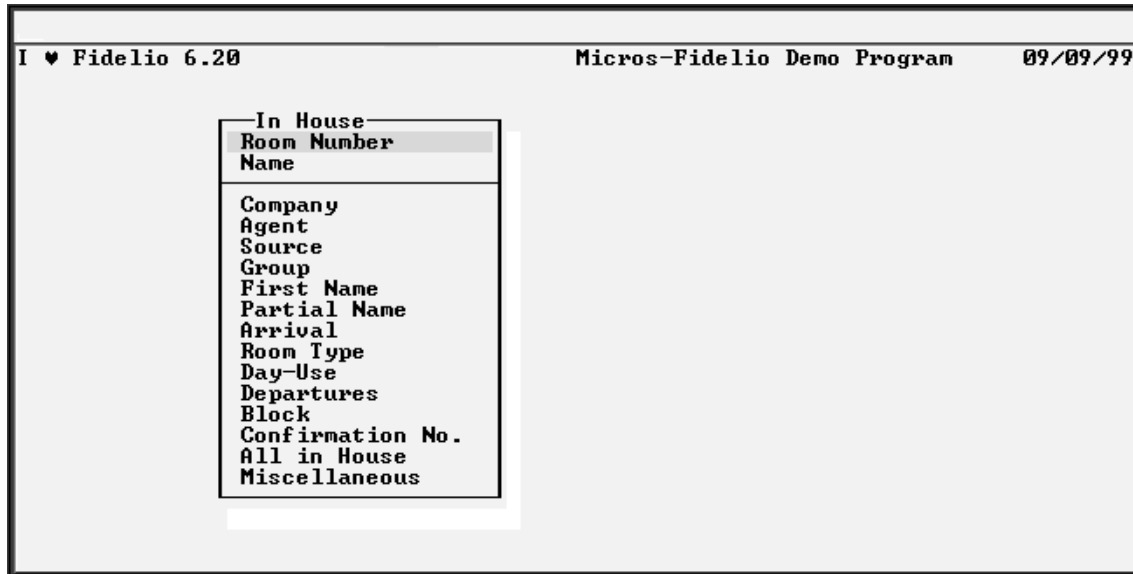 I ♥ Fidelio 6.20 Micros-Fidelio Demo Program 09/09/99
In House
Room Number
Name
Company
Agent
Source
Group
First Name
Partial Name
Arrival
Room Type
Day-Use
Departures
Block
Confirmation No.
All in House
Miscellaneous